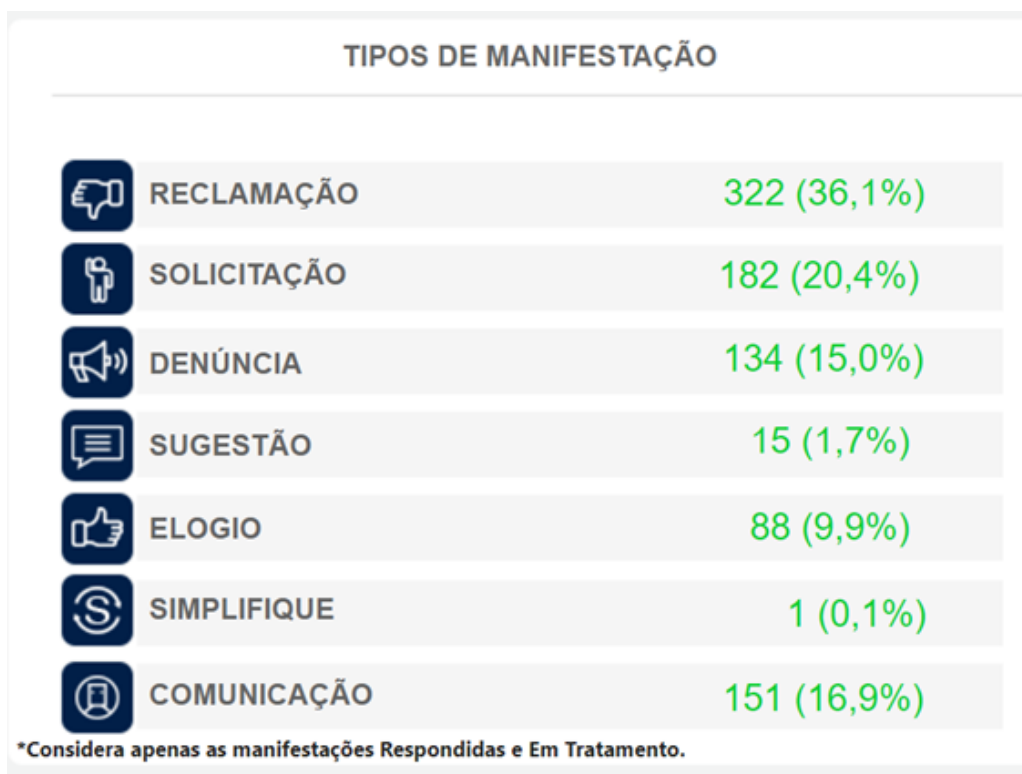 TIPOS DE MANIFESTAÇÃO
RECLAMAÇÃO 322 (36,1%)
SOLICITAÇÃO 182 (20,4%)
DENÚNCIA 134 (15,0%)
SUGESTÃO 15 (1,7%)
ELOGIO 88 (9,9%)
SIMPLIFIQUE 1 (0,1%)
COMUNICAÇÃO 151 (16,9%)
*Considera apenas as manifestações Respondidas e Em Tratamento.